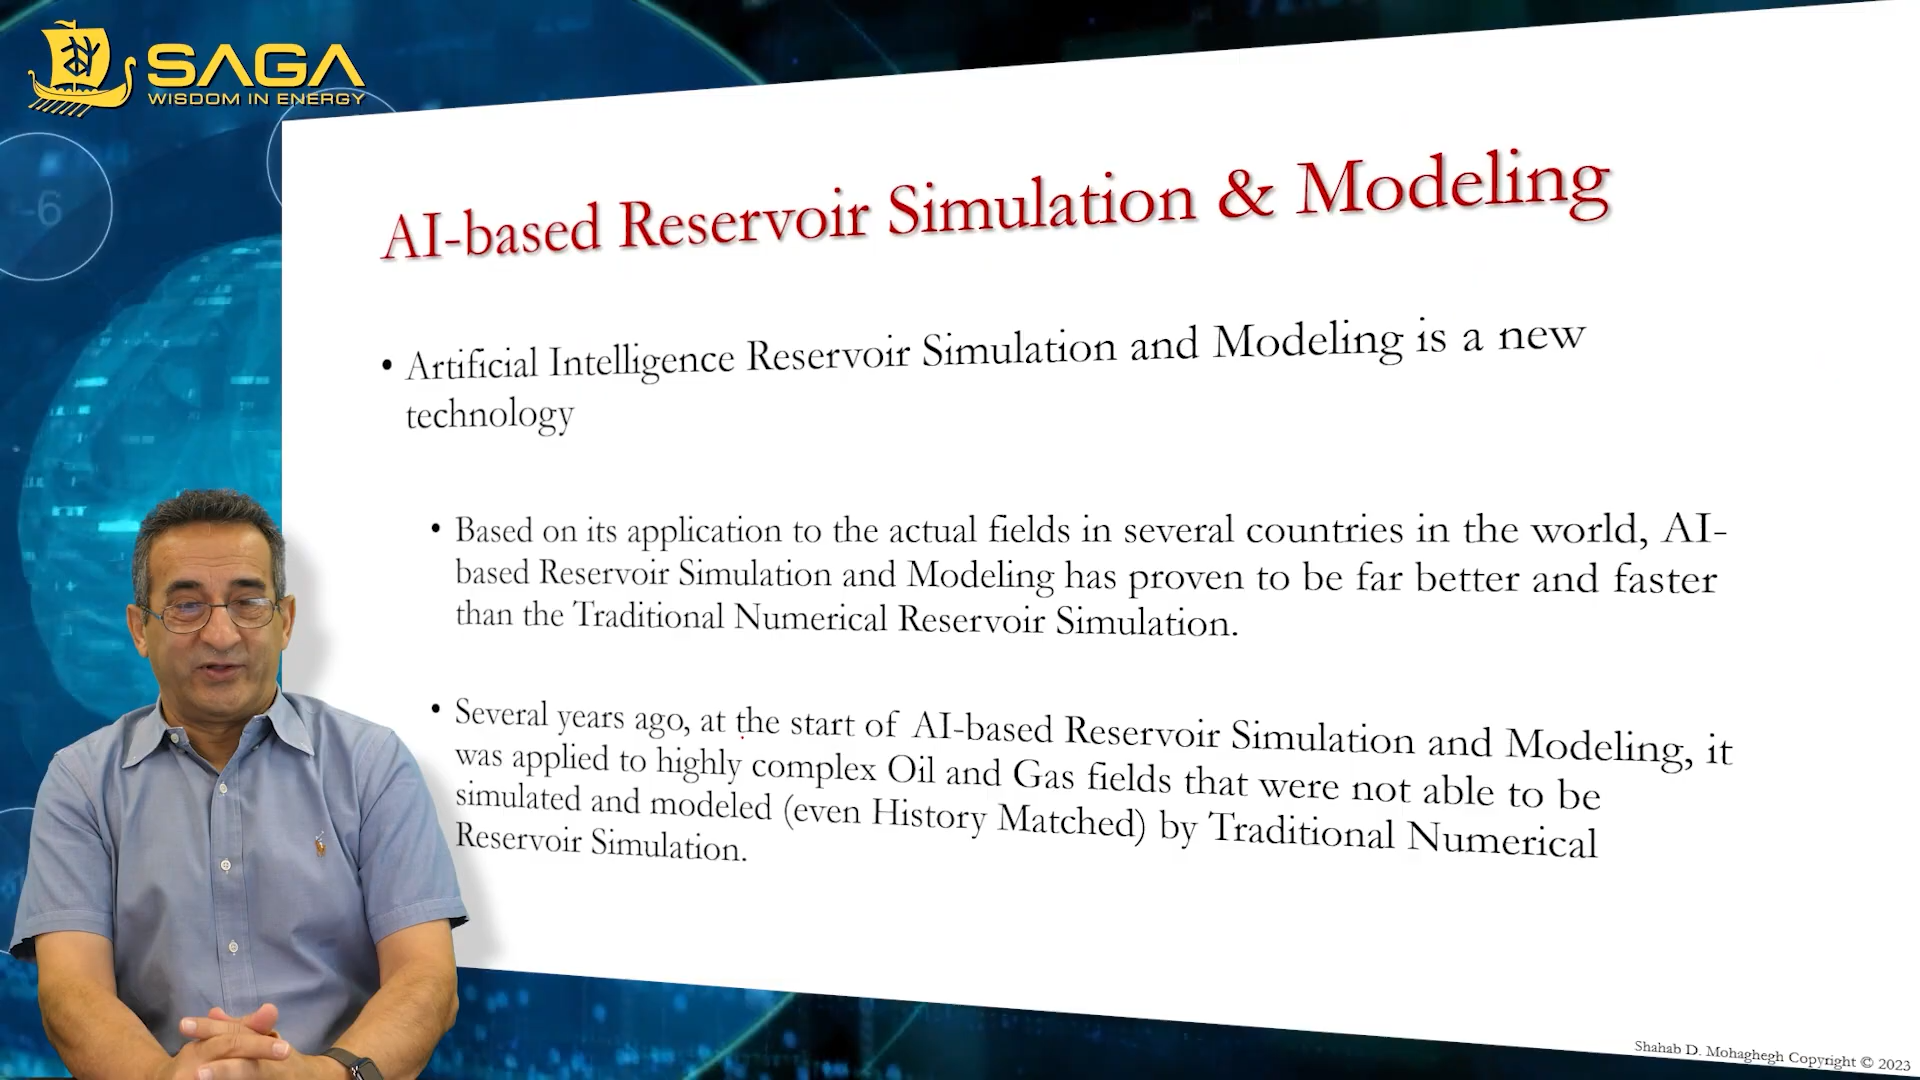 SAGA
WISDOM IN ENERGY
-6
AI-based Reservoir Simulation & Modeling
• Artificial Intelligence Reservoir Simulation and Modeling is a new
technology
• Based on its application to the actual fields in several countries in the world, AI-
based Reservoir Simulation and Modeling has proven to be far better and faster
than the Traditional Numerical Reservoir Simulation.
• Several years ago, at the start of AI-based Reservoir Simulation and Modeling, it
was applied to highly complex Oil and Gas fields that were not able to be
simulated and modeled (even History Matched) by Traditional Numerical
Reservoir Simulation.
Shahab D. Mohaghegh Copyright © 2023